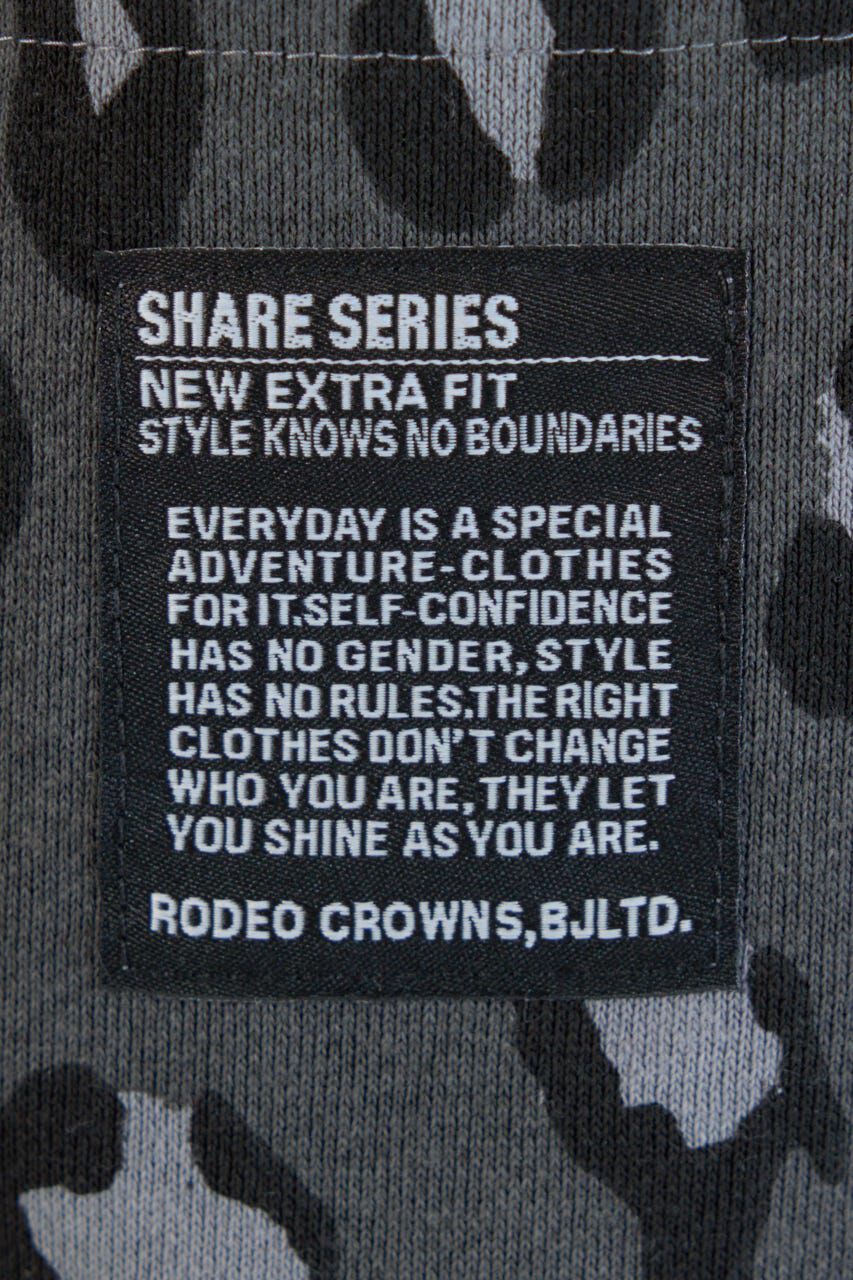 SHARE SERIES
NEW EXTRA FIT
STYLE KNOWS NO BOUNDARIES
EVERYDAY IS A SPECIAL
ADVENTURE-CLOTHES
FOR IT.SELF-CONFIDENCE
HAS NO GENDER, STYLE
HAS NO RULES.THE RIGHT
CLOTHES DON'T CHANGE
WHO YOU ARE, THEY LET
YOU SHINE AS YOU ARE.
RODEO CROWNS,BJLTD.